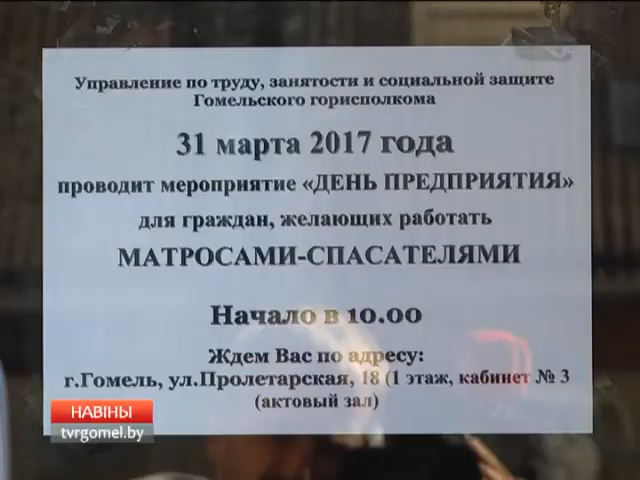 Управление по труду, занятости и социальной защите
Гомельского горисполкома
31 марта 2017 года
проводит мероприятие «ДЕНЬ ПРЕДПРИЯТИЯ»
для граждан, желающих работать
МАТРОСАМИ-СПАСАТЕЛЯМИ
Начало в 10.00
Ждем Вас по адресу:
г.Гомель, ул.Пролетарская, 18 (1 этаж, кабинет № 3
(актовый зал)
НАВІНЫ
tvrgomel.by